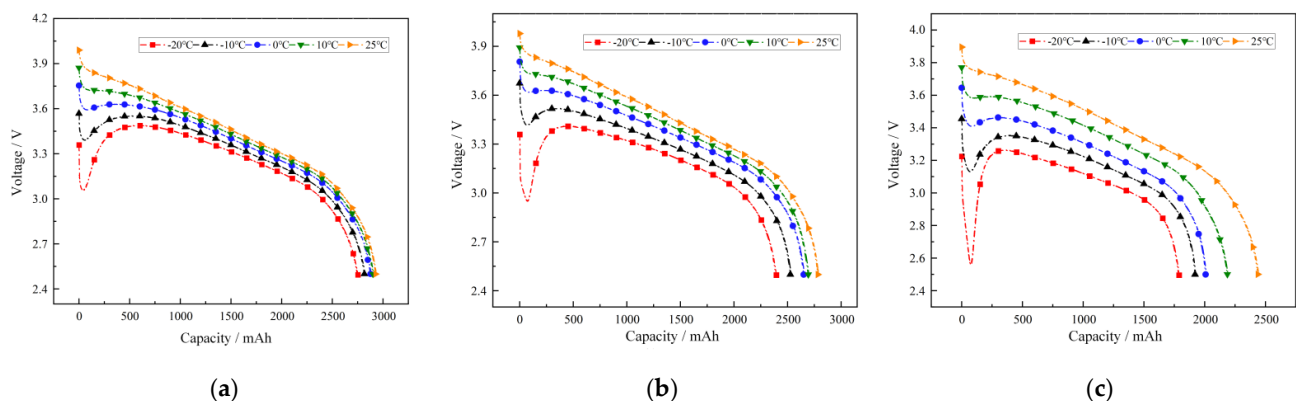 4.2
3.9
3.6
3.3
3.0
2.7
2.4
Voltage / V
-20℃ -10℃ 0℃ 10℃ 25℃
0 500 1000 1500 2000 2500 3000
Capacity / mAh
(a)
3.9
3.6
3.3
3.0
2.7
2.4
Voltage / V
-20℃ -10℃ 0℃ 10℃ 25℃
0 500 1000 1500 2000 2500 3000
Capacity / mAh
(b)
4.0
3.8
3.6
3.4
3.2
3.0
2.8
2.6
2.4
Voltage / V
-20℃ -10℃ 0℃ 10℃ 25℃
0 500 1000 1500 2000 2500
Capacity / mAh
(c)